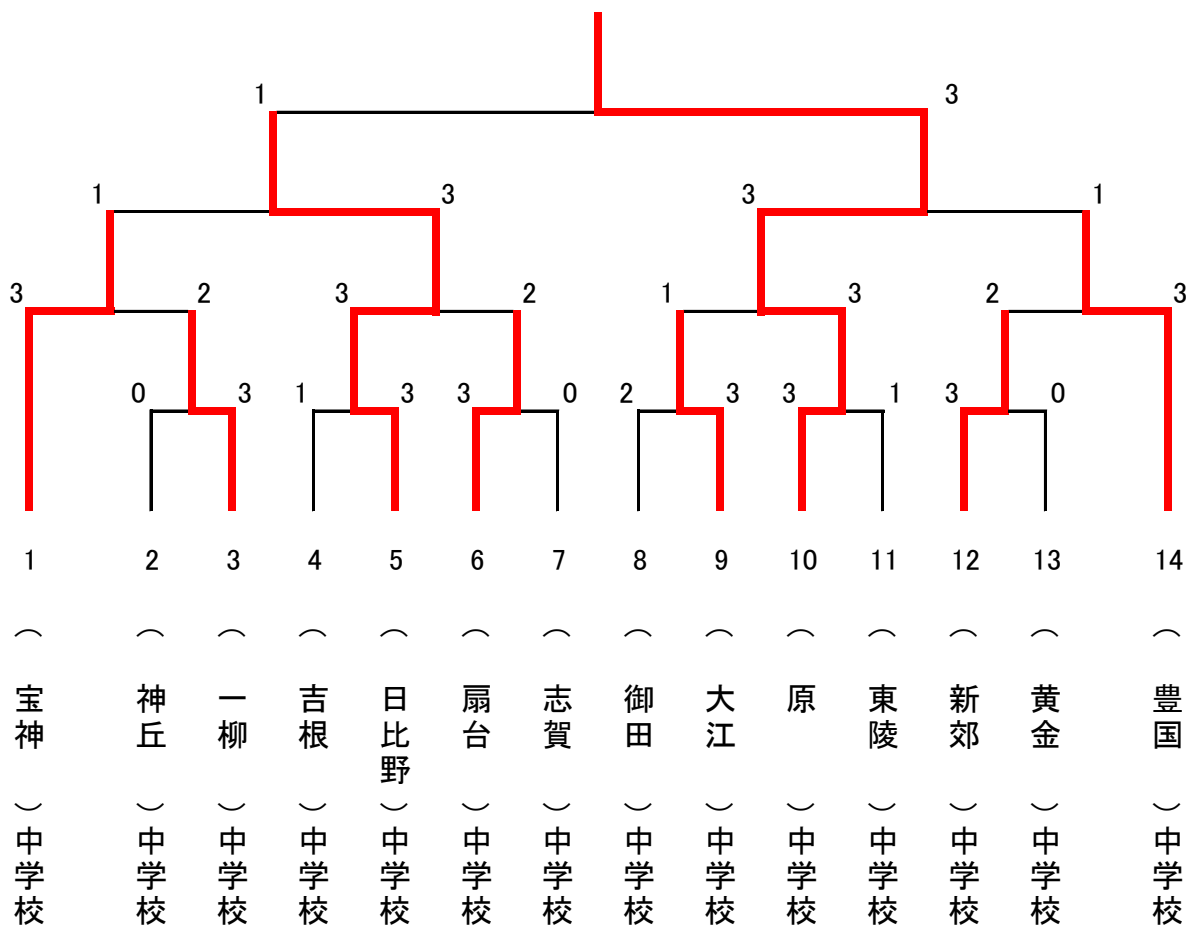 1 3
1 3 3 1
3 2 3 2 1 3 2 3
0 3 1 3 3 0 2 3 3 1 3 0
1 2 3 4 5 6 7 8 9 10 11 12 13 14
（宝神）中学校
（神丘）中学校
（一柳）中学校
（吉根）中学校
（日比野）中学校
（扇台）中学校
（志賀）中学校
（御田）中学校
（大江）中学校
（原）中学校
（東陵）中学校
（新郊）中学校
（黄金）中学校
（豊国）中学校